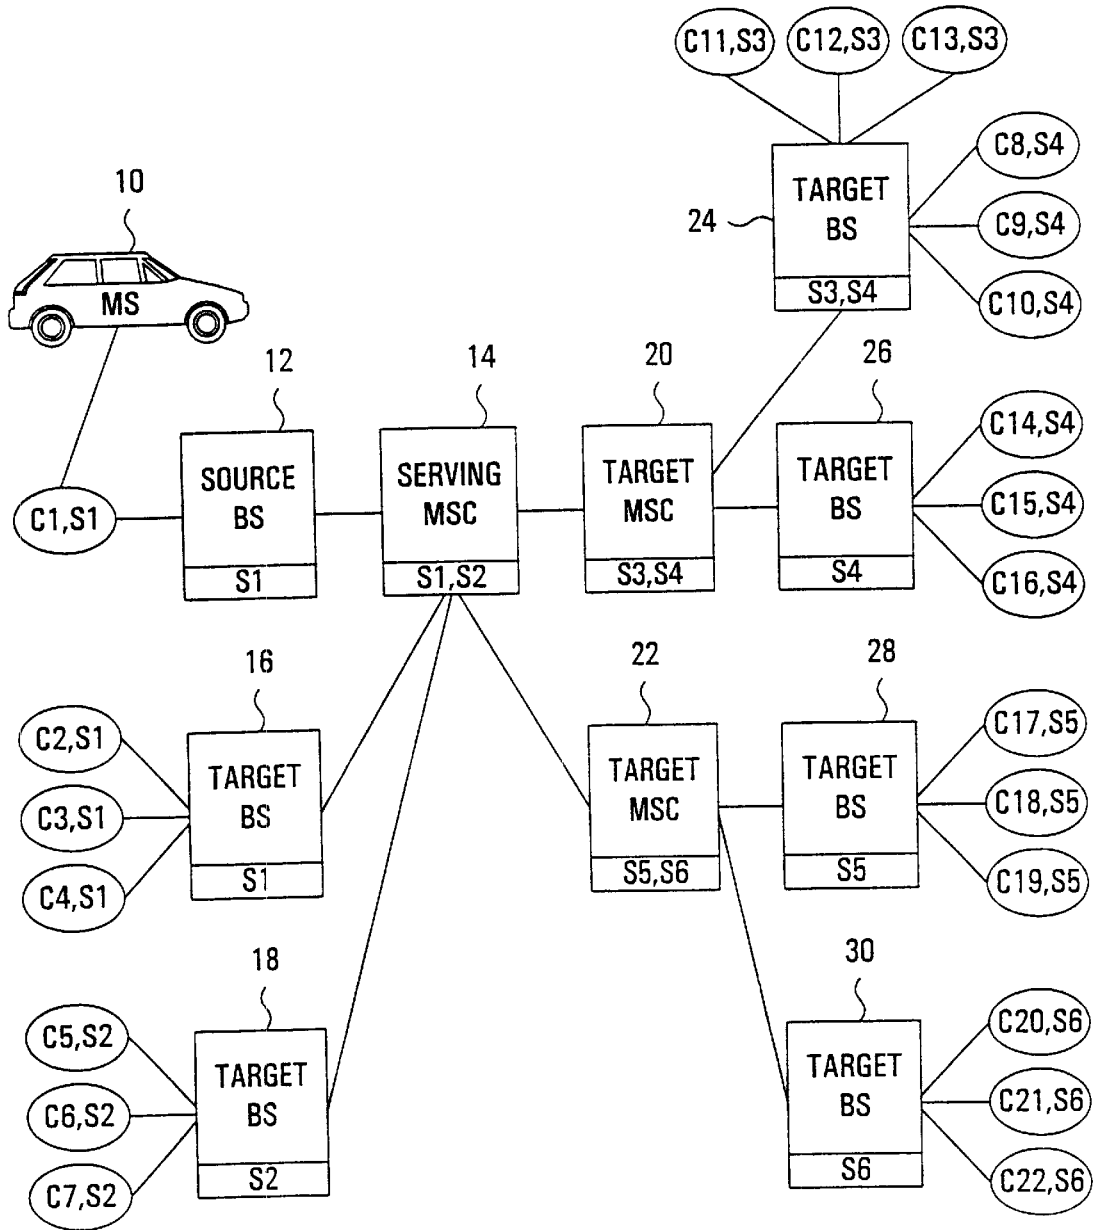 C11,S3
C12,S3
C13,S3
10
24
TARGET
BS
S3,S4
C8,S4
C9,S4
C10,S4
MS
12
14
20
26
C1,S1
SOURCE
BS
S1
SERVING
MSC
S1,S2
TARGET
MSC
S3,S4
TARGET
BS
S4
C14,S4
C15,S4
C16,S4
16
22
28
C2,S1
C3,S1
C4,S1
TARGET
BS
S1
TARGET
MSC
S5,S6
TARGET
BS
S5
C17,S5
C18,S5
C19,S5
18
30
C5,S2
C6,S2
C7,S2
TARGET
BS
S2
TARGET
BS
S6
C20,S6
C21,S6
C22,S6